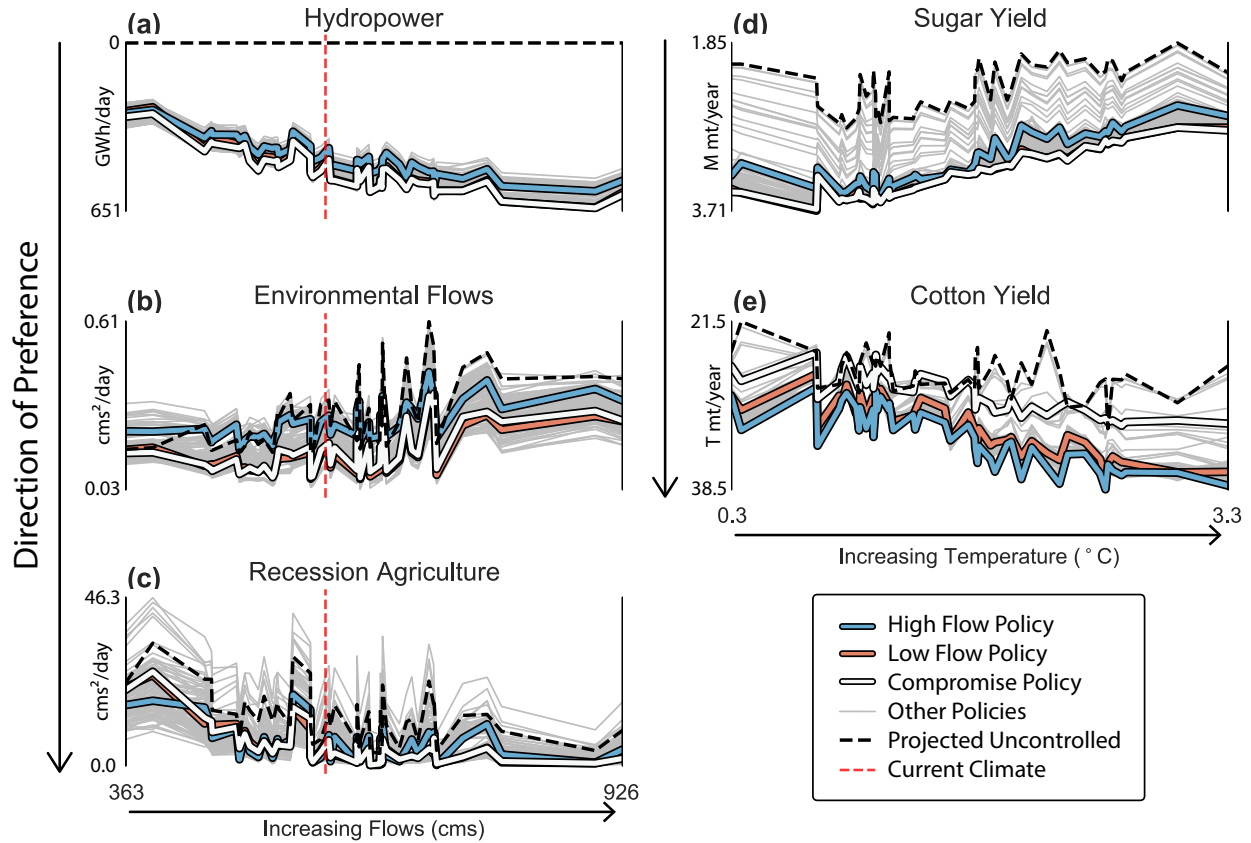 Direction of Preference
(a)
Hydropower
0
GWh/day
651
(b)
Environmental Flows
0.61
cms²/day
0.03
(c)
Recession Agriculture
46.3
cms²/day
0.0
363
926
Increasing Flows (cms)
(d)
Sugar Yield
1.85
M mt/year
3.71
(e)
Cotton Yield
21.5
T mt/year
38.5
0.3
3.3
Increasing Temperature ( ° C)
High Flow Policy
Low Flow Policy
Compromise Policy
Other Policies
Projected Uncontrolled
Current Climate